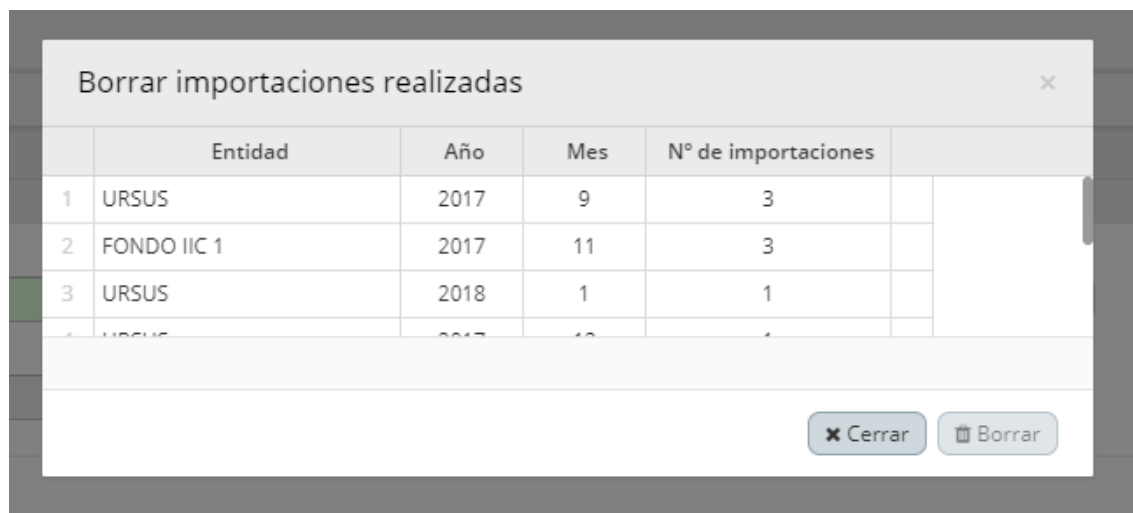 Borrar importaciones realizadas ×
Entidad Año Mes Nº de importaciones
1 URSUS 2017 9 3
2 FONDO IIC 1 2017 11 3
3 URSUS 2018 1 1
Cerrar Borrar